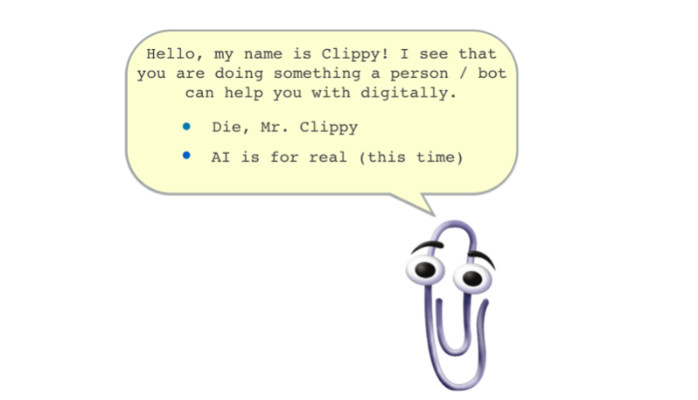 Hello, my name is Clippy! I see that
you are doing something a person / bot
can help you with digitally.
Die, Mr. Clippy
AI is for real (this time)